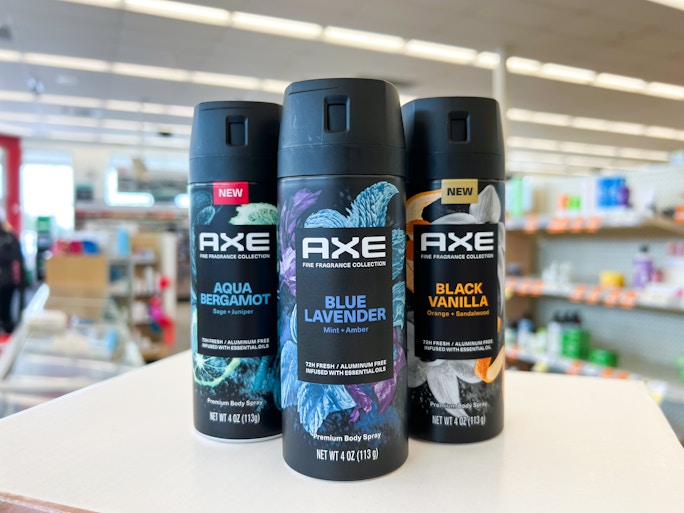 NEW
AXE
FINE FRAGRANCE COLLECTION
AQUA
BERGAMOT
Sage + Juniper
72H FRESH / ALUMINUM FREE
INFUSED WITH ESSENTIAL OILS
Premium Body Spray
NET WT 4 OZ (113g)
AXE
FINE FRAGRANCE COLLECTION
BLUE
LAVENDER
Mint + Amber
72H FRESH / ALUMINUM FREE
INFUSED WITH ESSENTIAL OILS
Premium Body Spray
NET WT 4 OZ (113 g)
NEW
AXE
FINE FRAGRANCE COLLECTION
BLACK
VANILLA
Orange + Sandalwood
72H FRESH / ALUMINUM FREE
INFUSED WITH ESSENTIAL OILS
Premium Body Spray
NET WT 4 OZ (113 g)